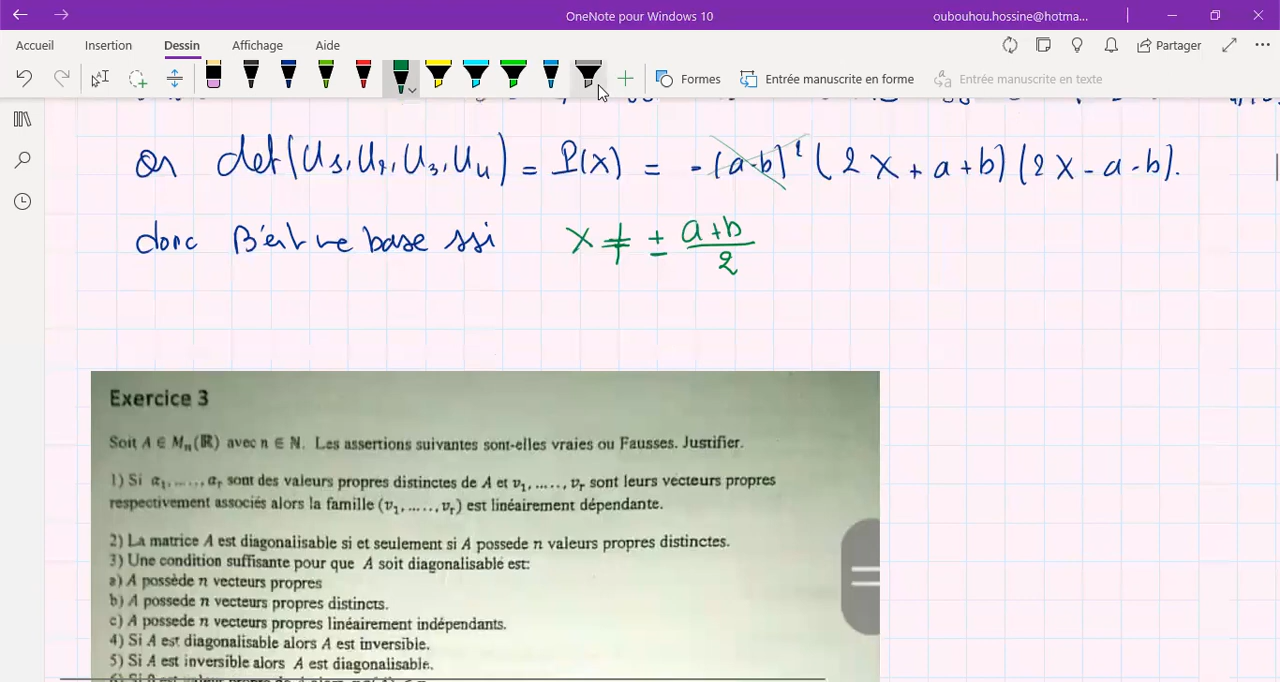 OneNote pour Windows 10
oubouhou.hossine@hotma...
Accueil Insertion Dessin Affichage Aide
Partager
Formes Entrée manuscrite en forme Entrée manuscrite en texte
or det(U₁, U₂, U₃, U₄) = P(X) = -(a-b)² (2X + a + b)(2X - a - b).
donc B est une base ssi X ≠ ± (a+b)/2
Exercice 3
Soit A ∈ Mₙ(ℝ) avec n ∈ ℕ. Les assertions suivantes sont-elles vraies ou Fausses. Justifier.
1) Si α₁, ...., αᵣ sont des valeurs propres distinctes de A et v₁, ....., vᵣ sont leurs vecteurs propres
respectivement associés alors la famille (v₁, ....., vᵣ) est linéairement dépendante.
2) La matrice A est diagonalisable si et seulement si A possede n valeurs propres distinctes.
3) Une condition suffisante pour que A soit diagonalisable est:
a) A possède n vecteurs propres
b) A possede n vecteurs propres distincts.
c) A possede n vecteurs propres linéairement indépendants.
4) Si A est diagonalisable alors A est inversible.
5) Si A est inversible alors A est diagonalisable.